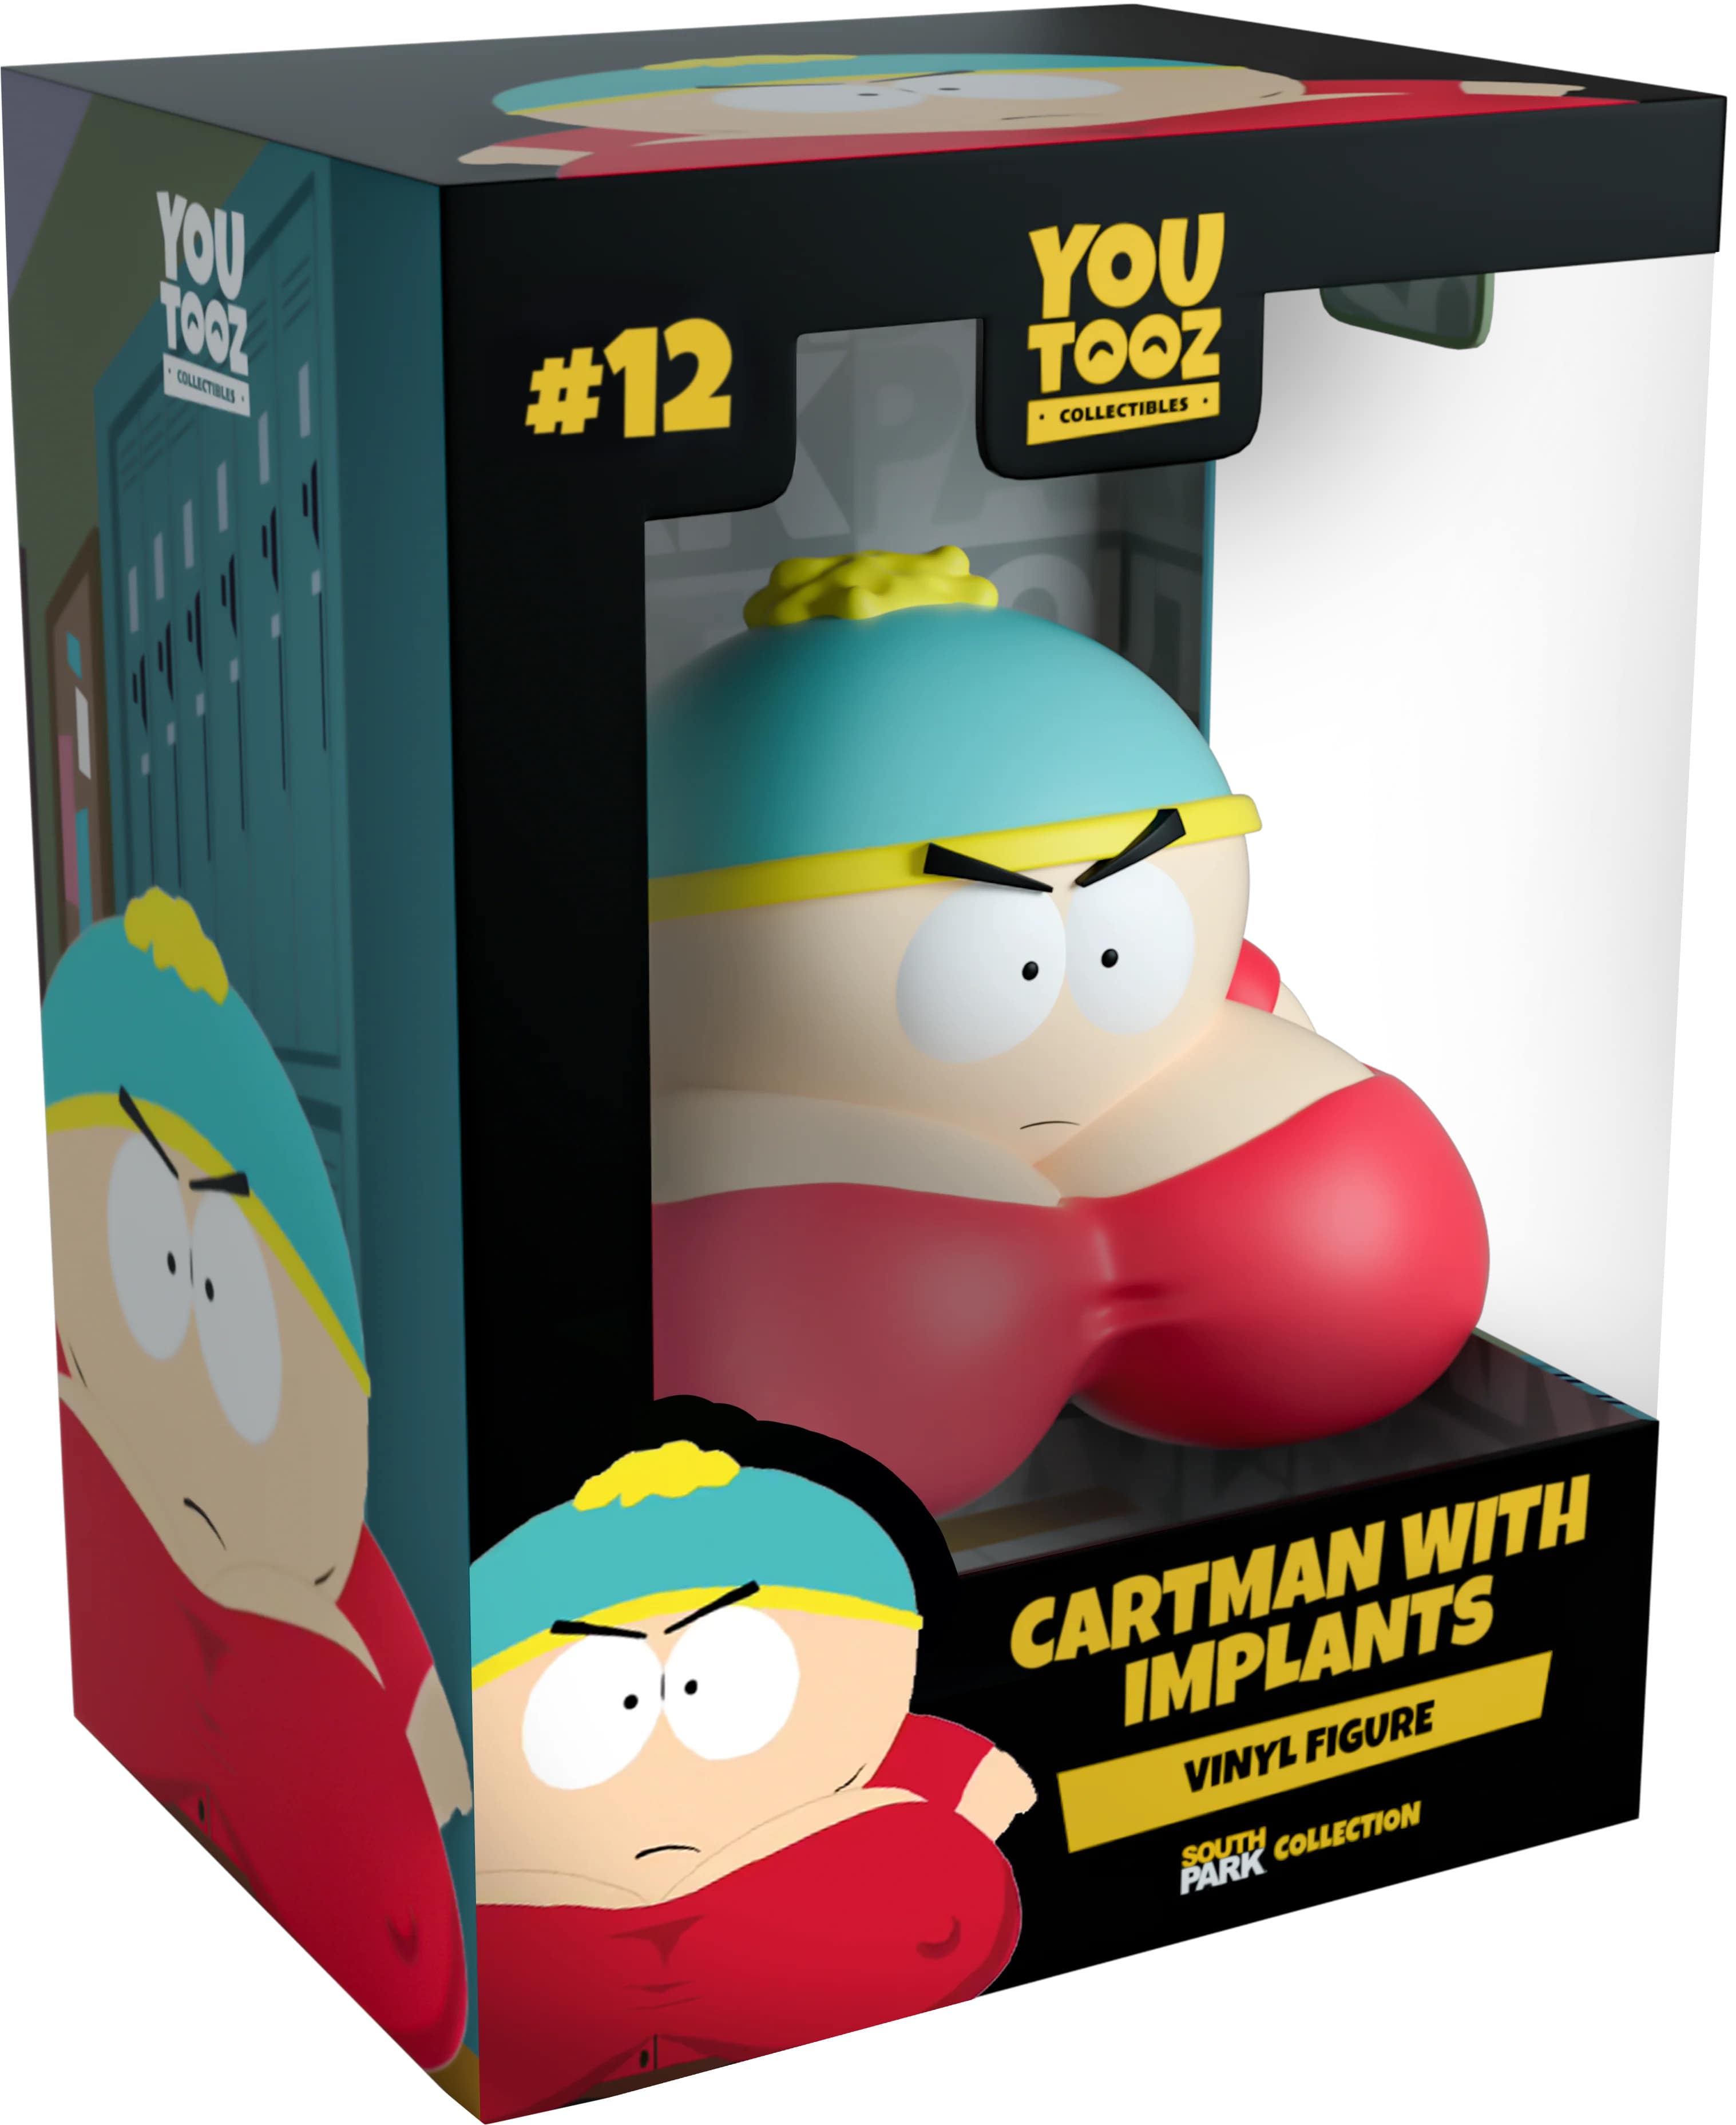 YOU
TOOZ
· COLLECTIBLES ·
#12
YOU
TOOZ
· COLLECTIBLES ·
CARTMAN WITH
IMPLANTS
VINYL FIGURE
SOUTH
PARK COLLECTION